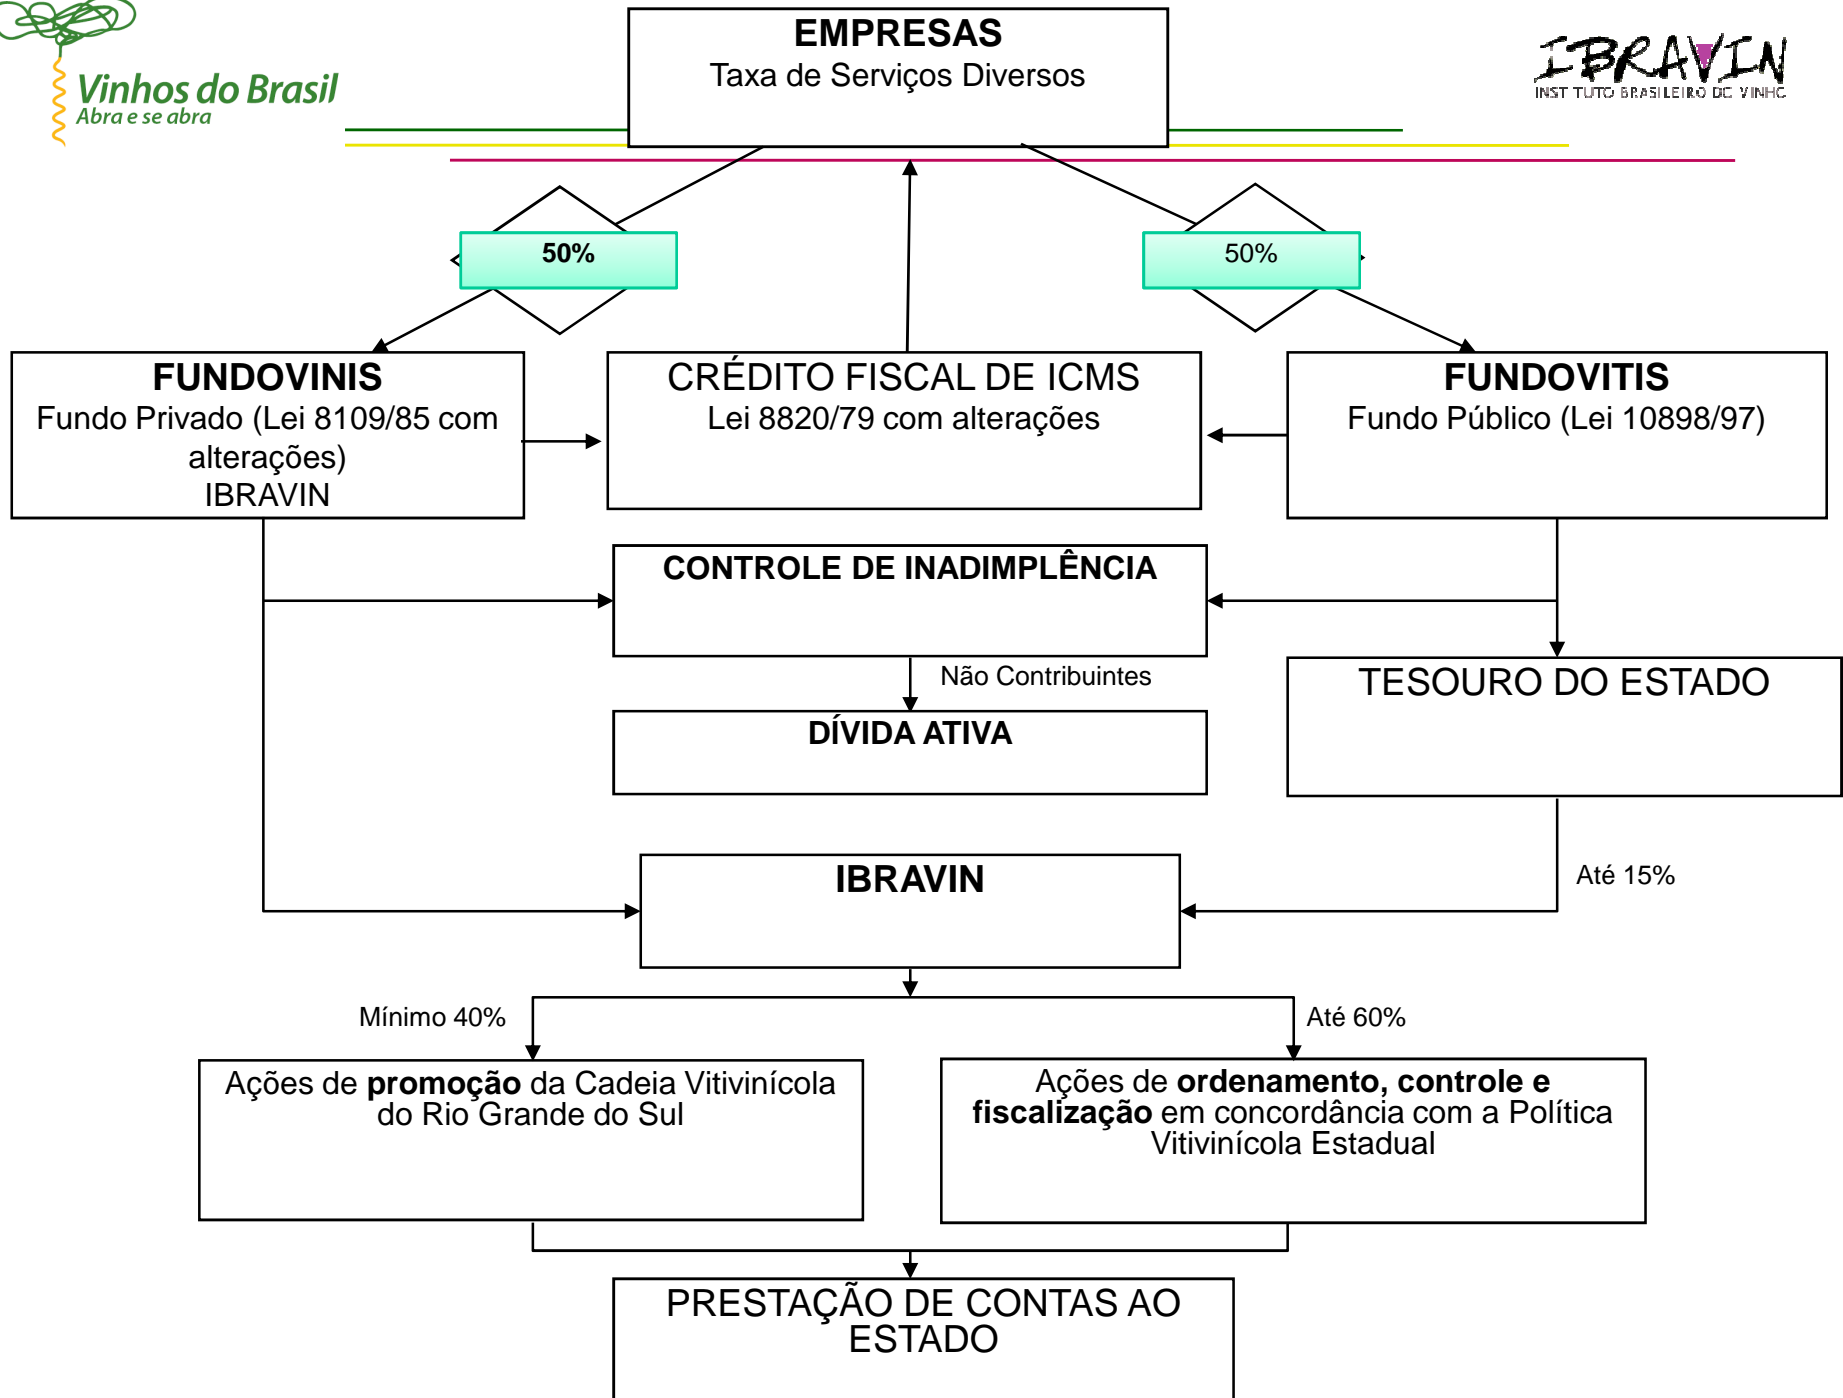 EMPRESAS
Taxa de Serviços Diversos
Vinhos do Brasil
Abra e se abra
IBRAVIN
INSTITUTO BRASILEIRO DO VINHO
50%
50%
FUNDOVINIS
Fundo Privado (Lei 8109/85 com
alterações)
IBRAVIN
CRÉDITO FISCAL DE ICMS
Lei 8820/79 com alterações
FUNDOVITIS
Fundo Público (Lei 10898/97)
CONTROLE DE INADIMPLÊNCIA
Não Contribuintes
DÍVIDA ATIVA
TESOURO DO ESTADO
Até 15%
IBRAVIN
Mínimo 40%
Até 60%
Ações de promoção da Cadeia Vitivinícola
do Rio Grande do Sul
Ações de ordenamento, controle e
fiscalização em concordância com a Política
Vitivinícola Estadual
PRESTAÇÃO DE CONTAS AO
ESTADO